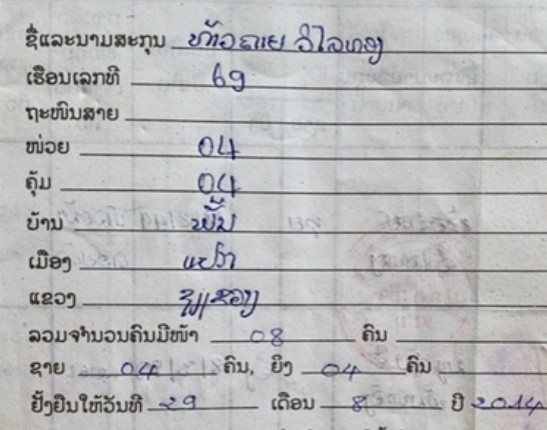 ຊື່ແລະນາມສະກຸນ ທ້າວຄາຍ ວິໄລທອງ
ເຮືອນເລກທີ 69
ຖະໜົນສາຍ
ໜ່ວຍ 04
ຄຸ້ມ 04
ບ້ານ
ເມືອງ
ແຂວງ
ລວມຈຳນວນຄົນມີໜ້າ 08 ຄົນ
ຊາຍ 04 ຄົນ, ຍິງ 04 ຄົນ
ຢັ້ງຢືນໃຫ້ວັນທີ 29 ເດືອນ 8 ປີ 2014